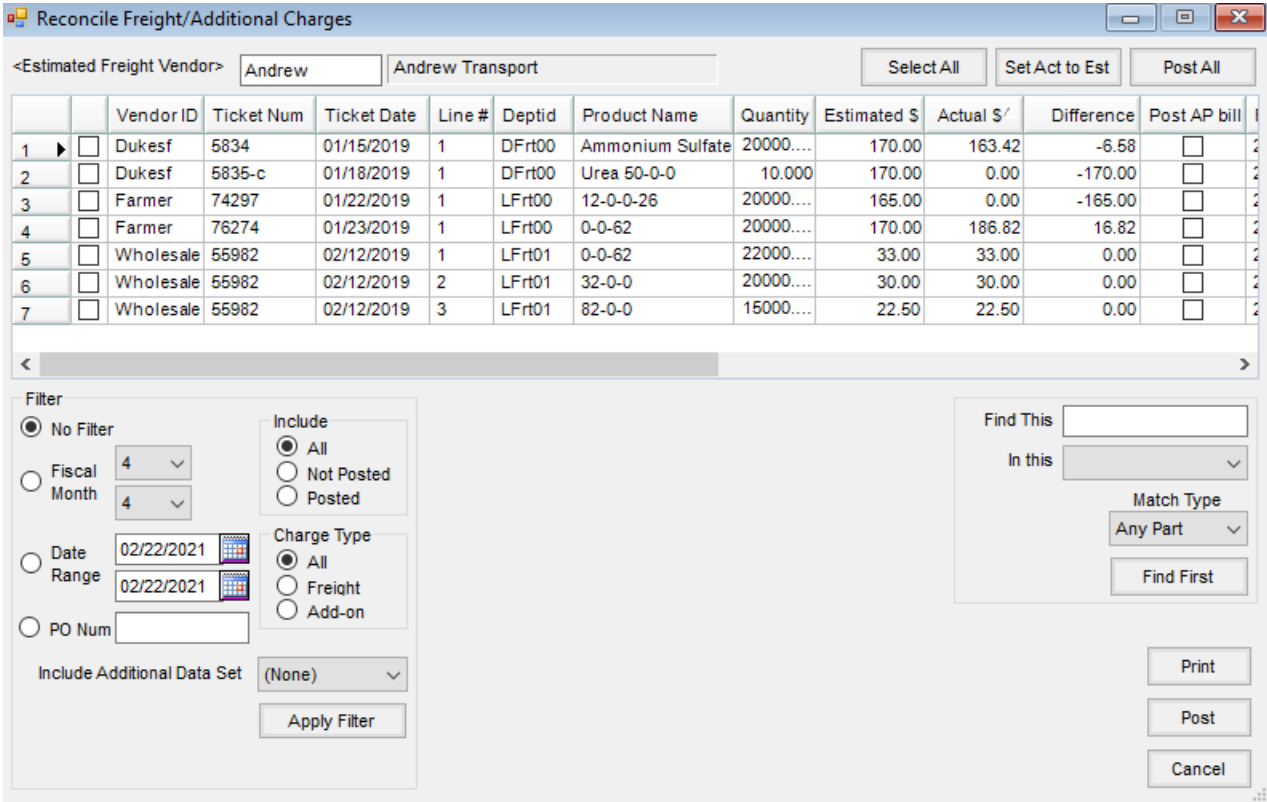 Reconcile Freight/Additional Charges
<Estimated Freight Vendor> Andrew Andrew Transport Select All Set Act to Est Post All
Vendor ID Ticket Num Ticket Date Line # Deptid Product Name Quantity Estimated $ Actual $ Difference Post AP bill
1 Dukesf 5834 01/15/2019 1 DFrt00 Ammonium Sulfate 20000.... 170.00 163.42 -6.58
2 Dukesf 5835-c 01/18/2019 1 DFrt00 Urea 50-0-0 10.000 170.00 0.00 -170.00
3 Farmer 74297 01/22/2019 1 LFrt00 12-0-0-26 20000.... 165.00 0.00 -165.00
4 Farmer 76274 01/23/2019 1 LFrt00 0-0-62 20000.... 170.00 186.82 16.82
5 Wholesale 55982 02/12/2019 1 LFrt01 0-0-62 22000.... 33.00 33.00 0.00
6 Wholesale 55982 02/12/2019 2 LFrt01 32-0-0 20000.... 30.00 30.00 0.00
7 Wholesale 55982 02/12/2019 3 LFrt01 82-0-0 15000.... 22.50 22.50 0.00
Filter
No Filter
Fiscal Month
4
4
Date Range
02/22/2021
02/22/2021
PO Num
Include
All
Not Posted
Posted
Charge Type
All
Freight
Add-on
Include Additional Data Set (None)
Apply Filter
Find This
In this
Match Type
Any Part
Find First
Print
Post
Cancel